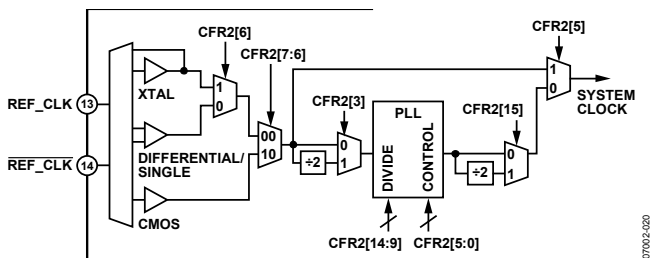 CFR2[5]
CFR2[6]
CFR2[7:6]
1
0
SYSTEM
CLOCK
XTAL
1
0
CFR2[3]
PLL
CFR2[15]
REF_CLK
13
00
10
0
1
÷2
DIVIDE
CONTROL
0
1
÷2
REF_CLK
14
DIFFERENTIAL/
SINGLE
CMOS
CFR2[14:9]
CFR2[5:0]
07002-020